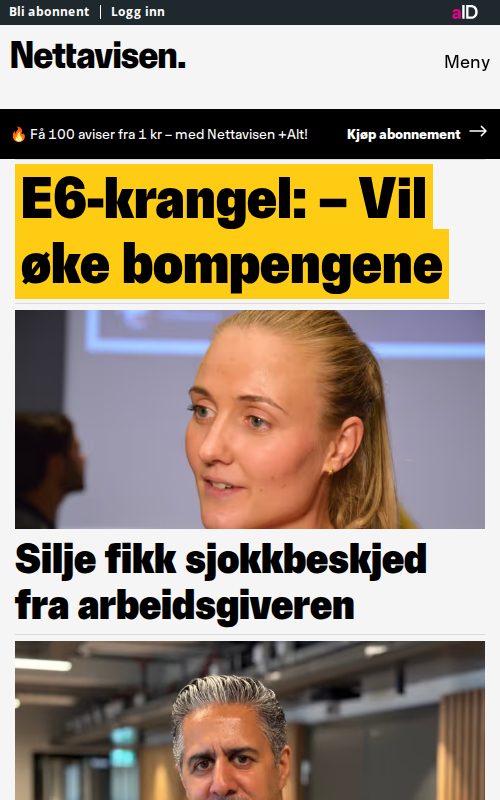 Bli abonnent | Logg inn
aID
Nettavisen.
Meny
🔥 Få 100 aviser fra 1 kr – med Nettavisen +Alt!
Kjøp abonnement →
E6-krangel: – Vil
øke bompengene
Silje fikk sjokkbeskjed
fra arbeidsgiveren